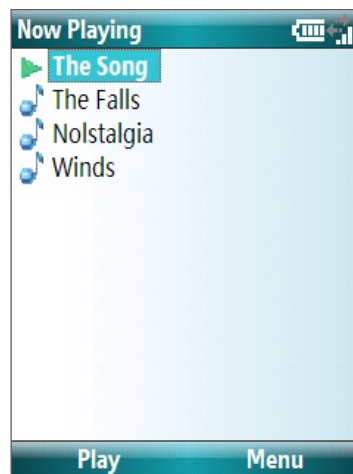 Now Playing
The Song
The Falls
Nolstalgia
Winds
Play Menu